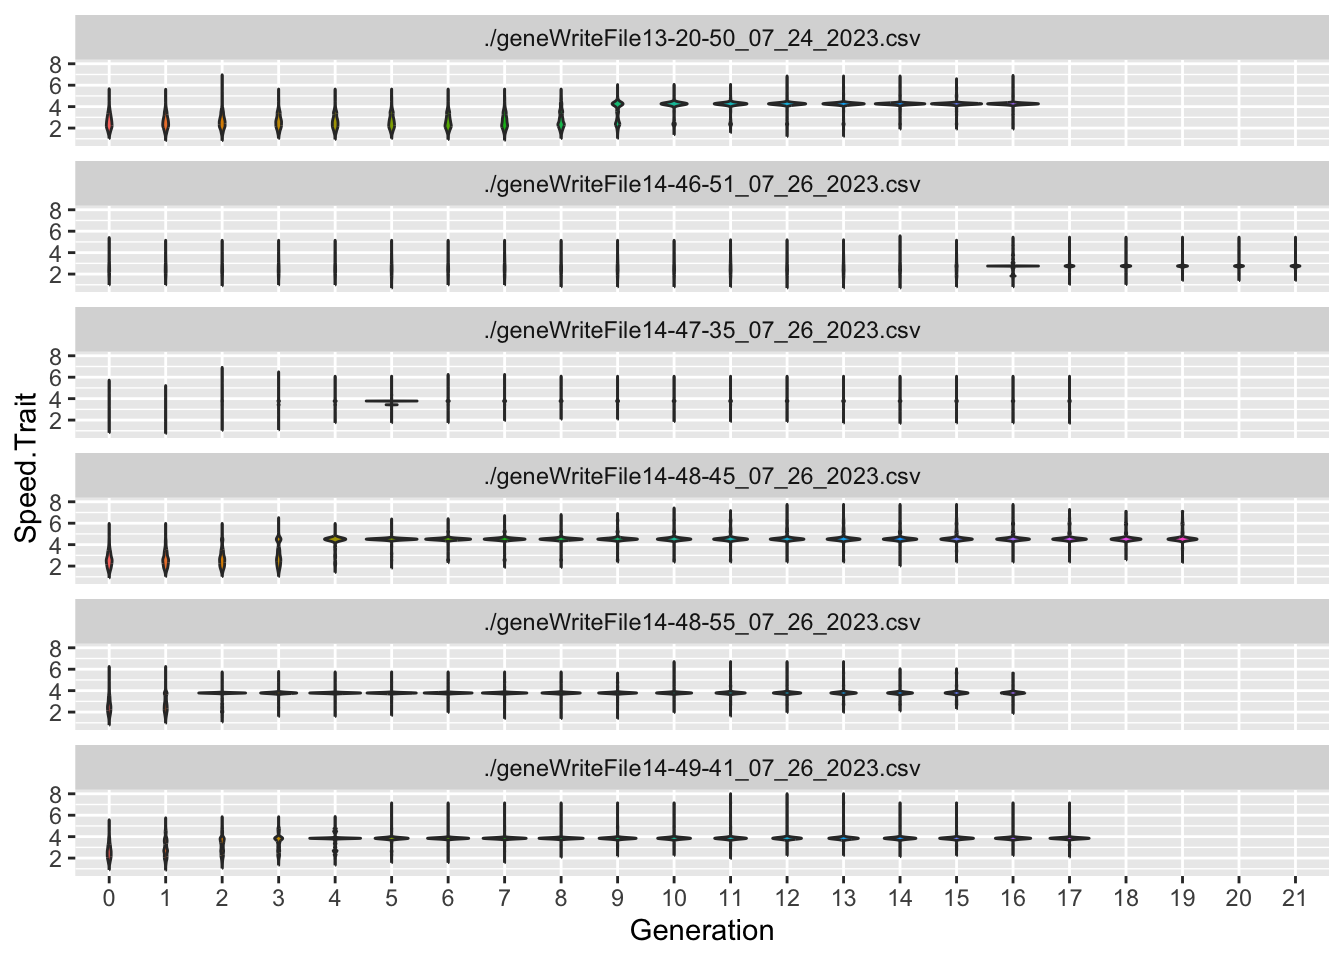 ./geneWriteFile13-20-50_07_24_2023.csv
8
6
4
2
./geneWriteFile14-46-51_07_26_2023.csv
8
6
4
2
./geneWriteFile14-47-35_07_26_2023.csv
8
6
4
2
./geneWriteFile14-48-45_07_26_2023.csv
8
6
4
2
./geneWriteFile14-48-55_07_26_2023.csv
8
6
4
2
./geneWriteFile14-49-41_07_26_2023.csv
8
6
4
2
Speed.Trait
0 1 2 3 4 5 6 7 8 9 10 11 12 13 14 15 16 17 18 19 20 21
Generation